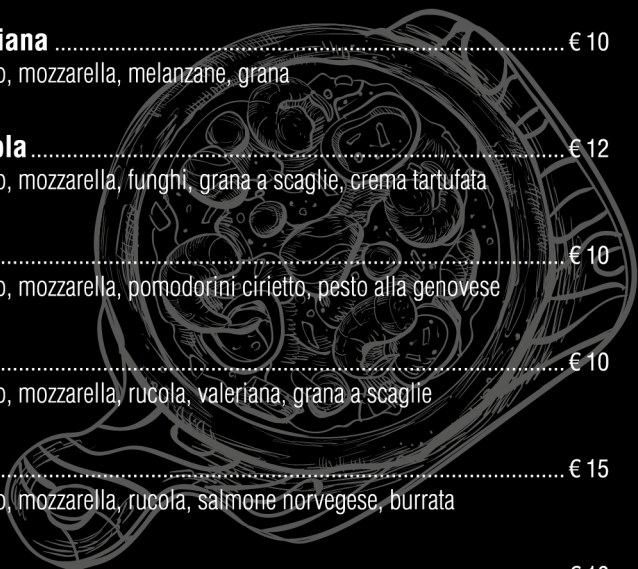 iana ........ € 10
o, mozzarella, melanzane, grana
ola ........ € 12
o, mozzarella, funghi, grana a scaglie, crema tartufata
........ € 10
o, mozzarella, pomodorini cirietto, pesto alla genovese
........ € 10
o, mozzarella, rucola, valeriana, grana a scaglie
........ € 15
o, mozzarella, rucola, salmone norvegese, burrata